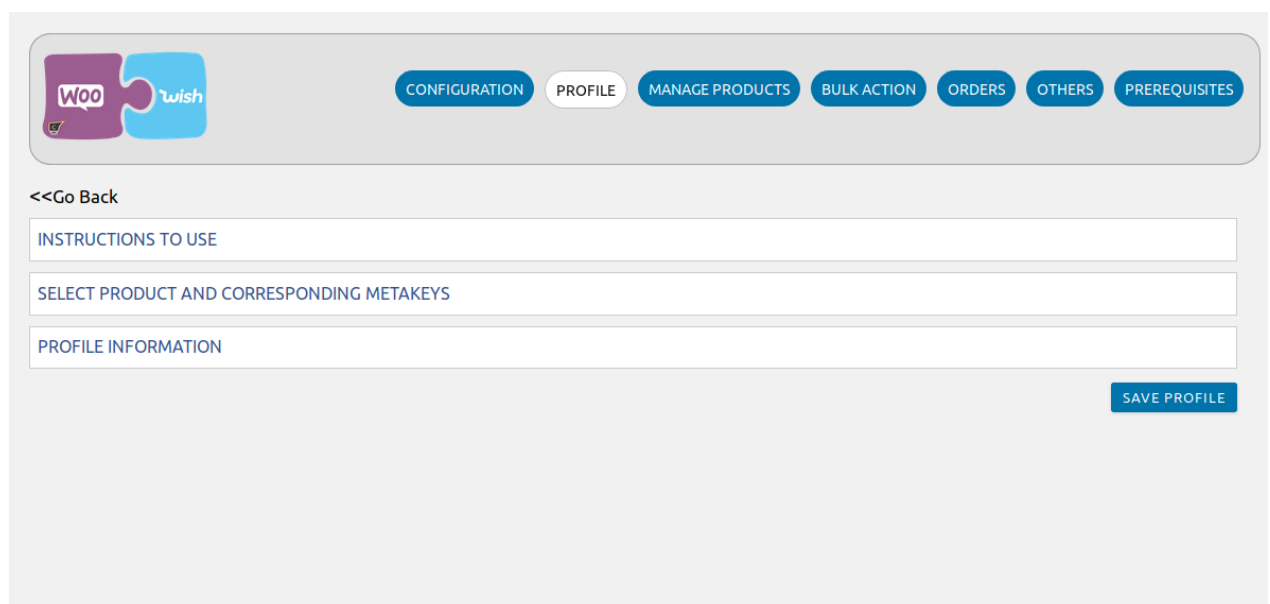 Woo wish
CONFIGURATION PROFILE MANAGE PRODUCTS BULK ACTION ORDERS OTHERS PREREQUISITES
<<Go Back
INSTRUCTIONS TO USE
SELECT PRODUCT AND CORRESPONDING METAKEYS
PROFILE INFORMATION
SAVE PROFILE